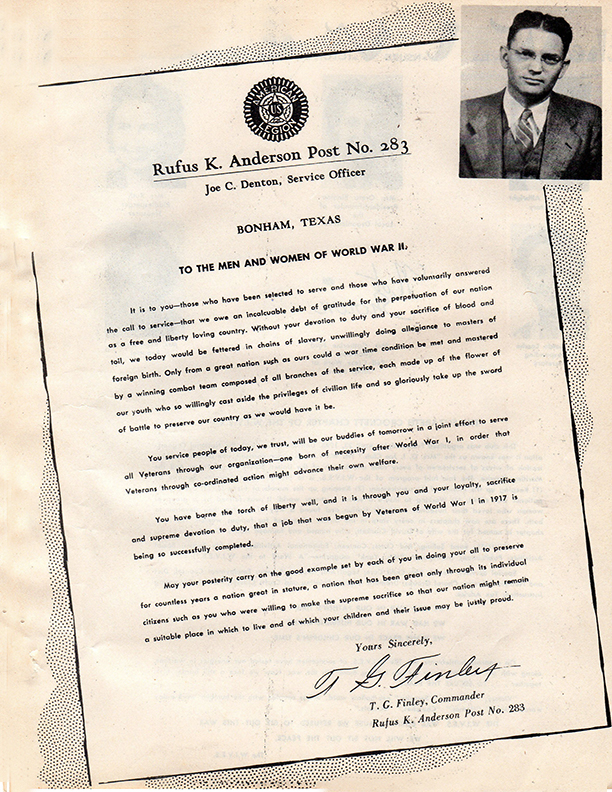 AMERICAN
US
LEGION
Rufus K. Anderson Post No. 283
Joe C. Denton, Service Officer
BONHAM, TEXAS
TO THE MEN AND WOMEN OF WORLD WAR II,
It is to you—those who have been selected to serve and those who have voluntarily answered
the call to service—that we owe an incalcuable debt of gratitude for the perpetuation of our nation
as a free and liberty loving country. Without your devotion to duty and your sacrifice of blood and
toil, we today would be fettered in chains of slavery, unwillingly doing allegiance to masters of
foreign birth. Only from a great nation such as ours could a war time condition be met and mastered
by a winning combat team composed of all branches of the service, each made up of the flower of
our youth who so willingly cast aside the privileges of civilian life and so gloriously take up the sword
of battle to preserve our country as we would have it be.
You service people of today, we trust, will be our buddies of tomorrow in a joint effort to serve
all Veterans through our organization—one born of necessity after World War I, in order that
Veterans through co-ordinated action might advance their own welfare.
You have borne the torch of liberty well, and it is through you and your loyalty, sacrifice
and supreme devotion to duty, that a job that was begun by Veterans of World War I in 1917 is
being so successfully completed.
May your posterity carry on the good example set by each of you in doing your all to preserve
for countless years a nation great in stature, a nation that has been great only through its individual
citizens such as you who were willing to make the supreme sacrifice so that our nation might remain
a suitable place in which to live and of which your children and their issue may be justly proud.
Yours Sincerely,
T G. Finley
T. G. Finley, Commander
Rufus K. Anderson Post No. 283